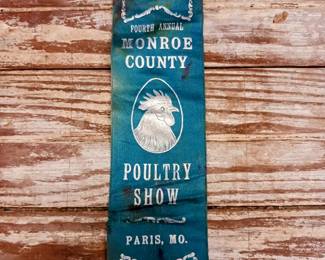 FOURTH ANNUAL
MONROE
COUNTY
POULTRY
SHOW
PARIS, MO.